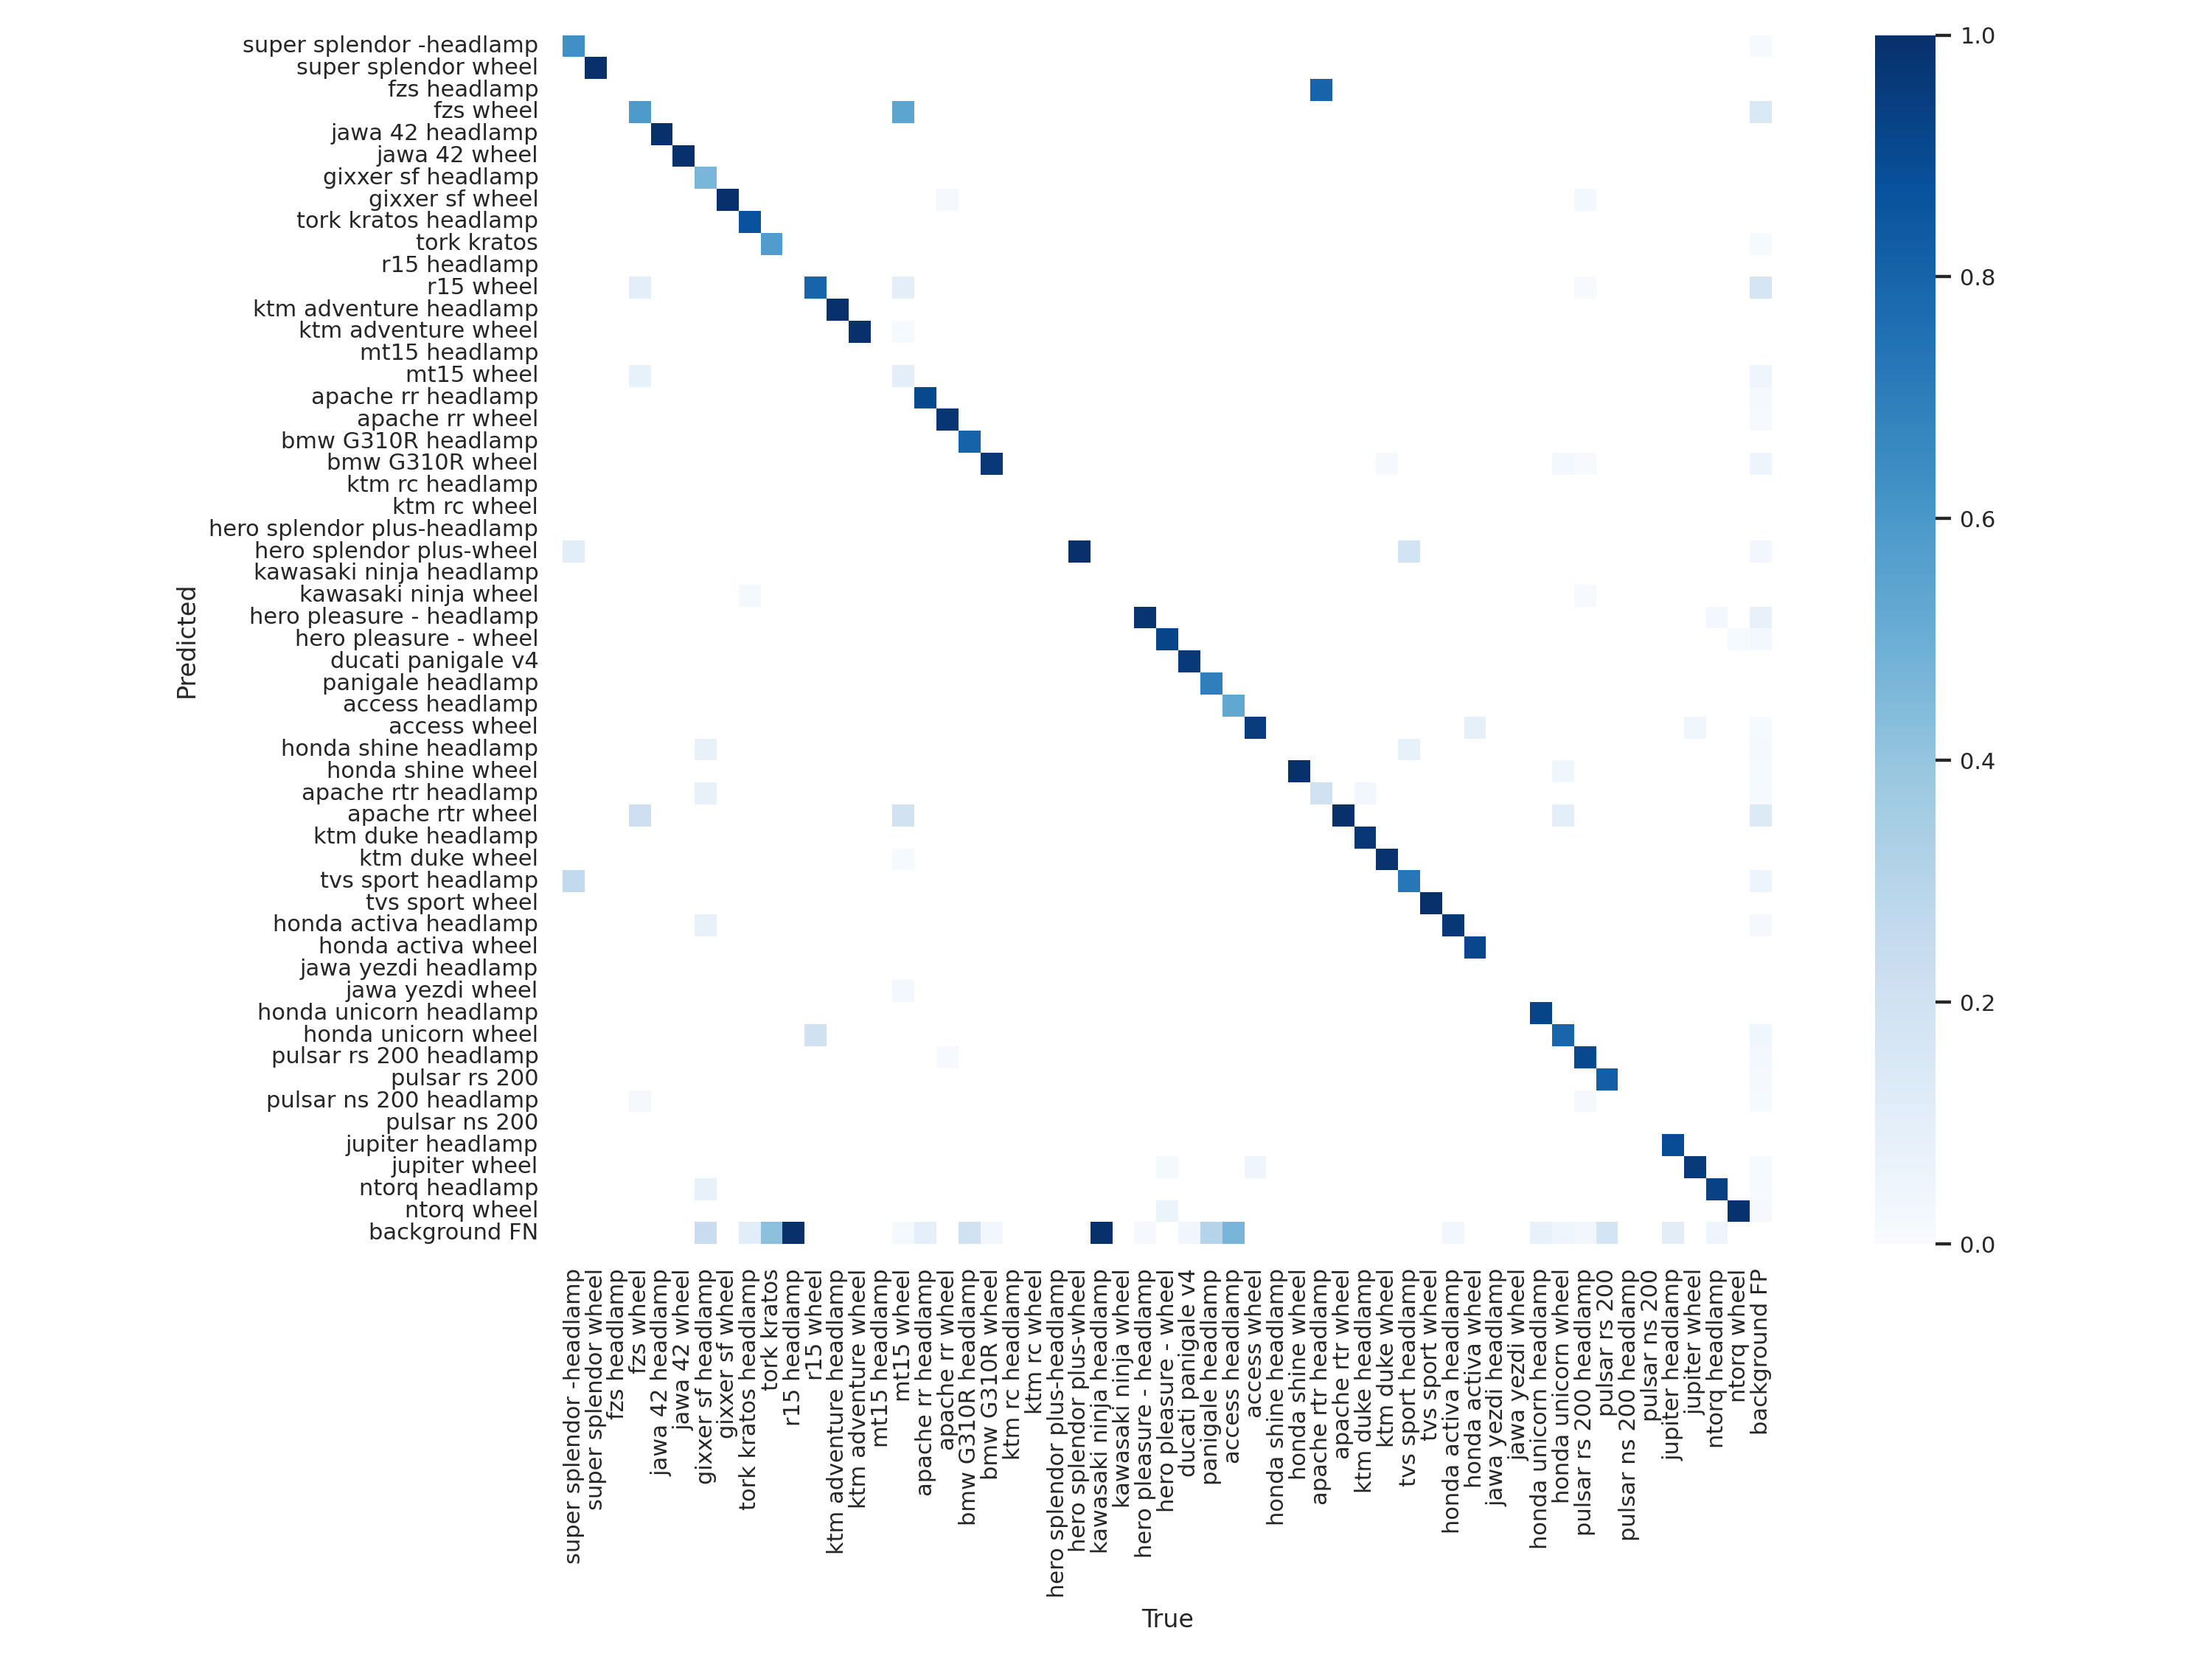 super splendor -headlamp
super splendor wheel
fzs headlamp
fzs wheel
jawa 42 headlamp
jawa 42 wheel
gixxer sf headlamp
gixxer sf wheel
tork kratos headlamp
tork kratos
r15 headlamp
r15 wheel
ktm adventure headlamp
ktm adventure wheel
mt15 headlamp
mt15 wheel
apache rr headlamp
apache rr wheel
bmw G310R headlamp
bmw G310R wheel
ktm rc headlamp
ktm rc wheel
hero splendor plus-headlamp
hero splendor plus-wheel
kawasaki ninja headlamp
kawasaki ninja wheel
hero pleasure - headlamp
hero pleasure - wheel
ducati panigale v4
panigale headlamp
access headlamp
access wheel
honda shine headlamp
honda shine wheel
apache rtr headlamp
apache rtr wheel
ktm duke headlamp
ktm duke wheel
tvs sport headlamp
tvs sport wheel
honda activa headlamp
honda activa wheel
jawa yezdi headlamp
jawa yezdi wheel
honda unicorn headlamp
honda unicorn wheel
pulsar rs 200 headlamp
pulsar rs 200
pulsar ns 200 headlamp
pulsar ns 200
jupiter headlamp
jupiter wheel
ntorq headlamp
ntorq wheel
background FN
Predicted
super splendor -headlamp
super splendor wheel
fzs headlamp
fzs wheel
jawa 42 headlamp
jawa 42 wheel
gixxer sf headlamp
gixxer sf wheel
tork kratos headlamp
tork kratos
r15 headlamp
r15 wheel
ktm adventure headlamp
ktm adventure wheel
mt15 headlamp
mt15 wheel
apache rr headlamp
apache rr wheel
bmw G310R headlamp
bmw G310R wheel
ktm rc headlamp
ktm rc wheel
hero splendor plus-headlamp
hero splendor plus-wheel
kawasaki ninja headlamp
kawasaki ninja wheel
hero pleasure - headlamp
hero pleasure - wheel
ducati panigale v4
panigale headlamp
access headlamp
access wheel
honda shine headlamp
honda shine wheel
apache rtr headlamp
apache rtr wheel
ktm duke headlamp
ktm duke wheel
tvs sport headlamp
tvs sport wheel
honda activa headlamp
honda activa wheel
jawa yezdi headlamp
jawa yezdi wheel
honda unicorn headlamp
honda unicorn wheel
pulsar rs 200 headlamp
pulsar rs 200
pulsar ns 200 headlamp
pulsar ns 200
jupiter headlamp
jupiter wheel
ntorq headlamp
ntorq wheel
background FP
True
1.0
0.8
0.6
0.4
0.2
0.0